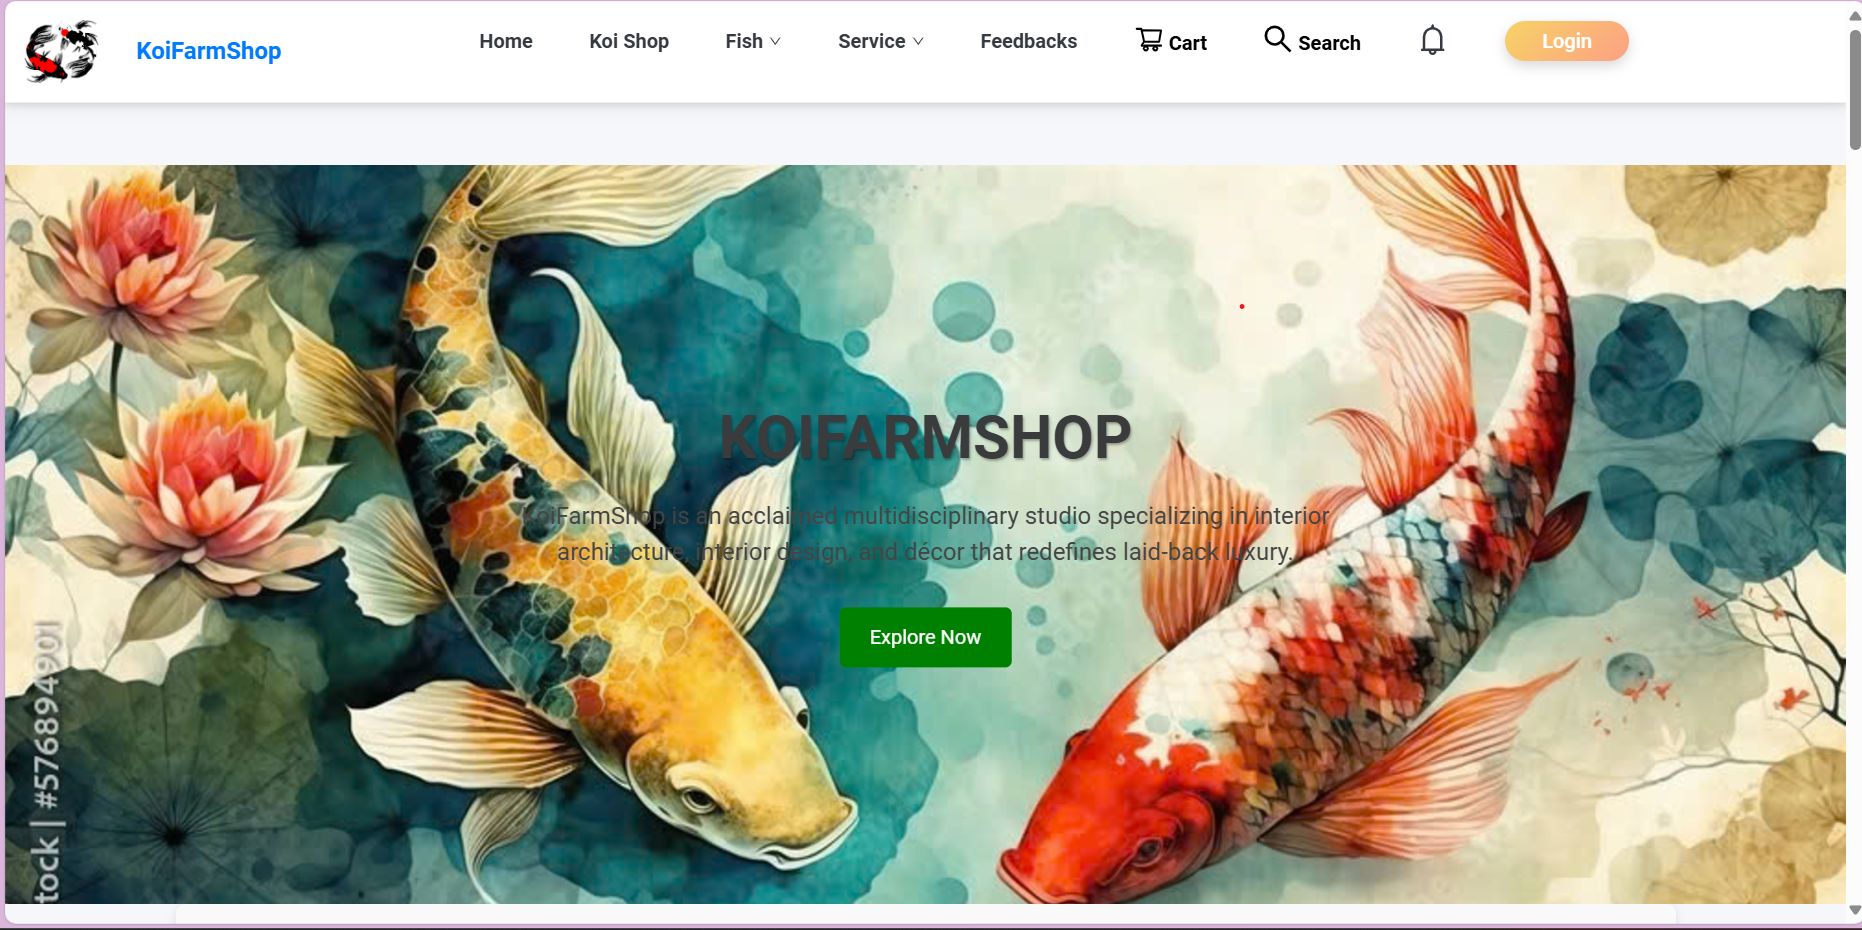 KoiFarmShop
Home
Koi Shop
Fish
Service
Feedbacks
Cart
Search
Login
KOIFARMSHOP
KoiFarmShop is an acclaimed multidisciplinary studio specializing in interior
architecture, interior design, and décor that redefines laid-back luxury.
Explore Now
tock | #576894490